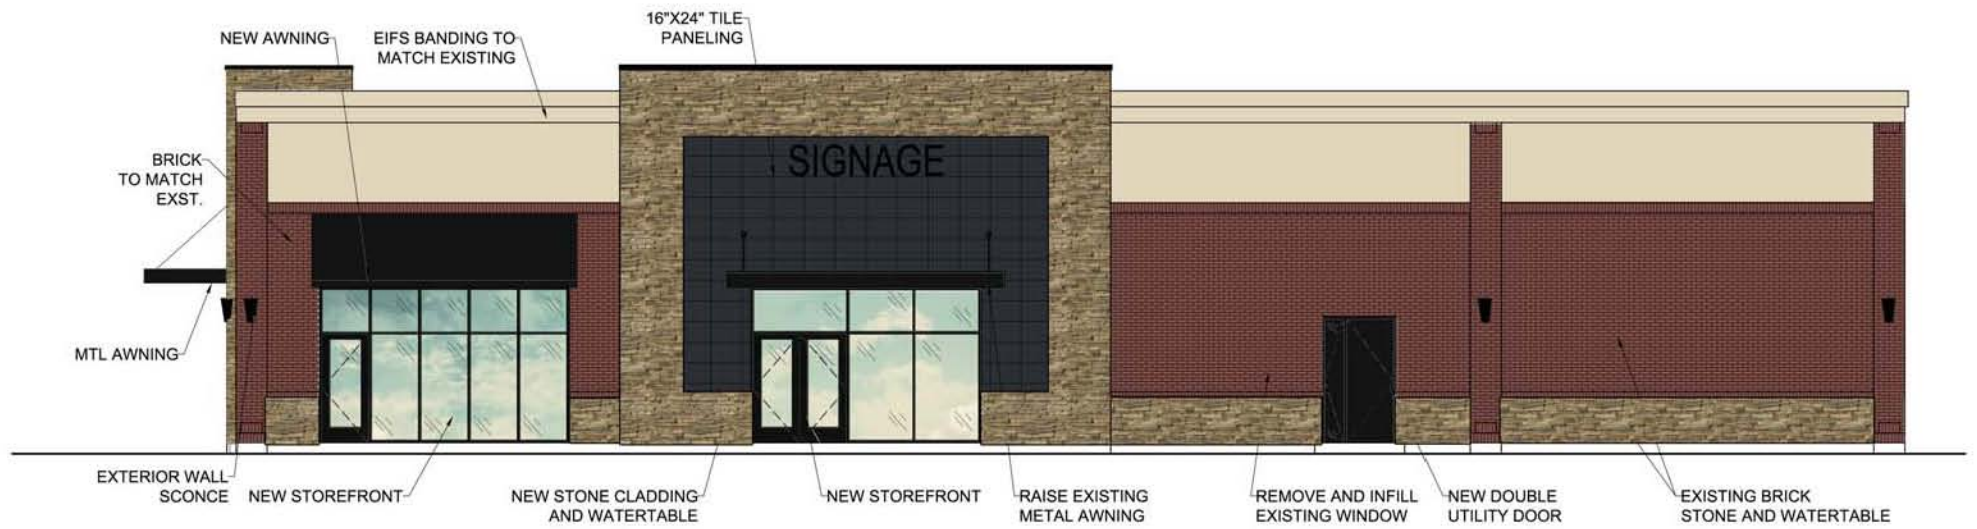 16"X24" TILE
PANELING
NEW AWNING
EIFS BANDING TO
MATCH EXISTING
BRICK
TO MATCH
EXST.
SIGNAGE
MTL AWNING
EXTERIOR WALL
SCONCE
NEW STOREFRONT
NEW STONE CLADDING
AND WATERTABLE
NEW STOREFRONT
RAISE EXISTING
METAL AWNING
REMOVE AND INFILL
EXISTING WINDOW
NEW DOUBLE
UTILITY DOOR
EXISTING BRICK
STONE AND WATERTABLE